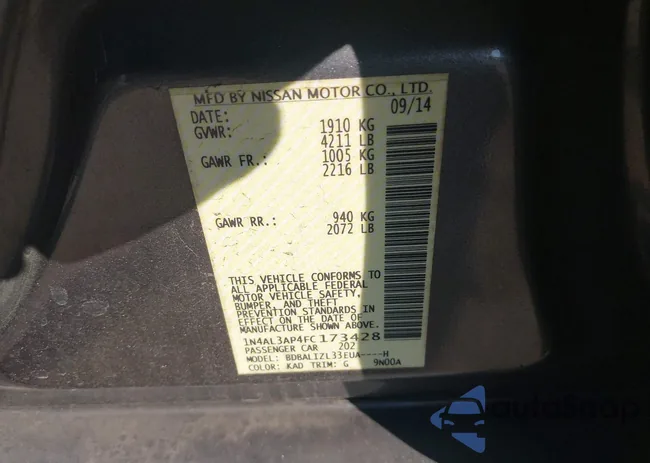 MFD BY NISSAN MOTOR CO., LTD.
DATE: 09/14
GVWR: 1910 KG
4211 LB
GAWR FR.: 1005 KG
2216 LB
GAWR RR.: 940 KG
2072 LB
THIS VEHICLE CONFORMS TO
ALL APPLICABLE FEDERAL
MOTOR VEHICLE SAFETY,
BUMPER, AND THEFT
PREVENTION STANDARDS IN
EFFECT ON THE DATE OF
MANUFACTURE SHOWN ABOVE.
1N4AL3AP4FC173428
PASSENGER CAR 202
MODEL: BDBALIZL33EUA----H
COLOR: KAD TRIM: G 9N00A
autosnap